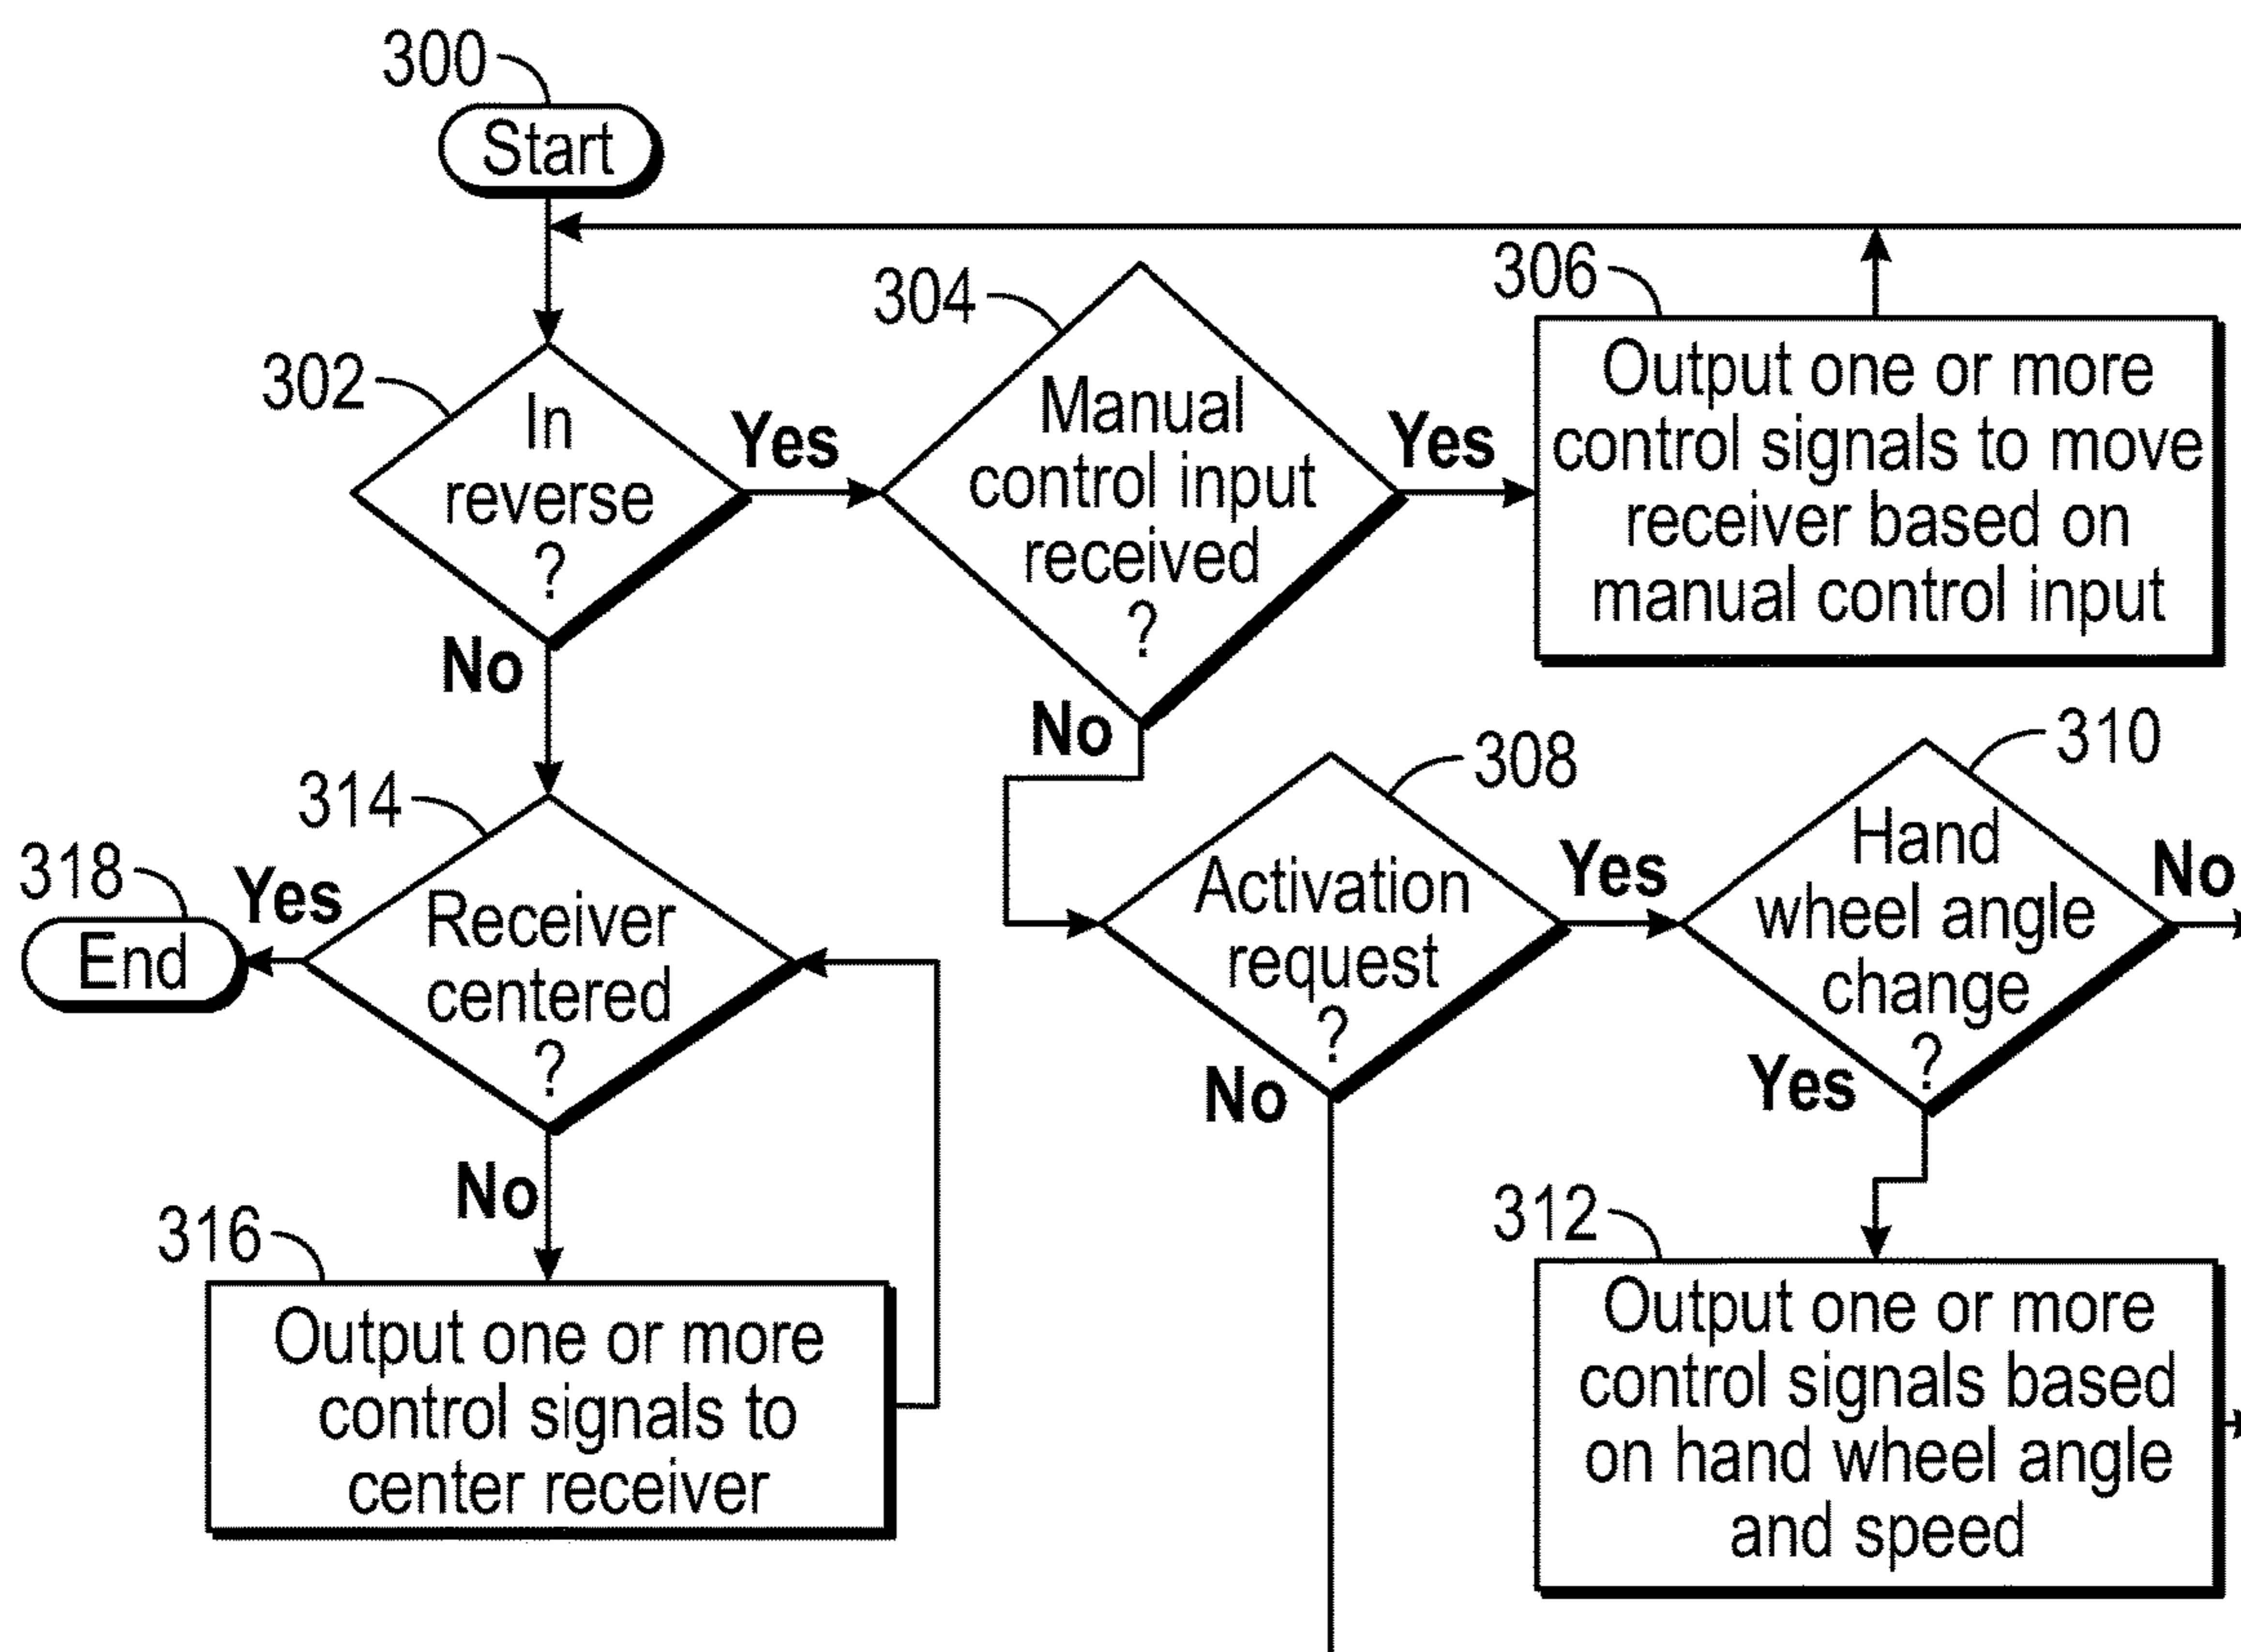 300
Start
302
In
reverse
?
Yes
No
304
Manual
control input
received
?
Yes
No
306
Output one or more
control signals to move
receiver based on
manual control input
308
Activation
request
?
Yes
No
310
Hand
wheel angle
change
?
No
Yes
312
Output one or more
control signals based
on hand wheel angle
and speed
314
Receiver
centered
?
Yes
No
318
End
316
Output one or more
control signals to
center receiver